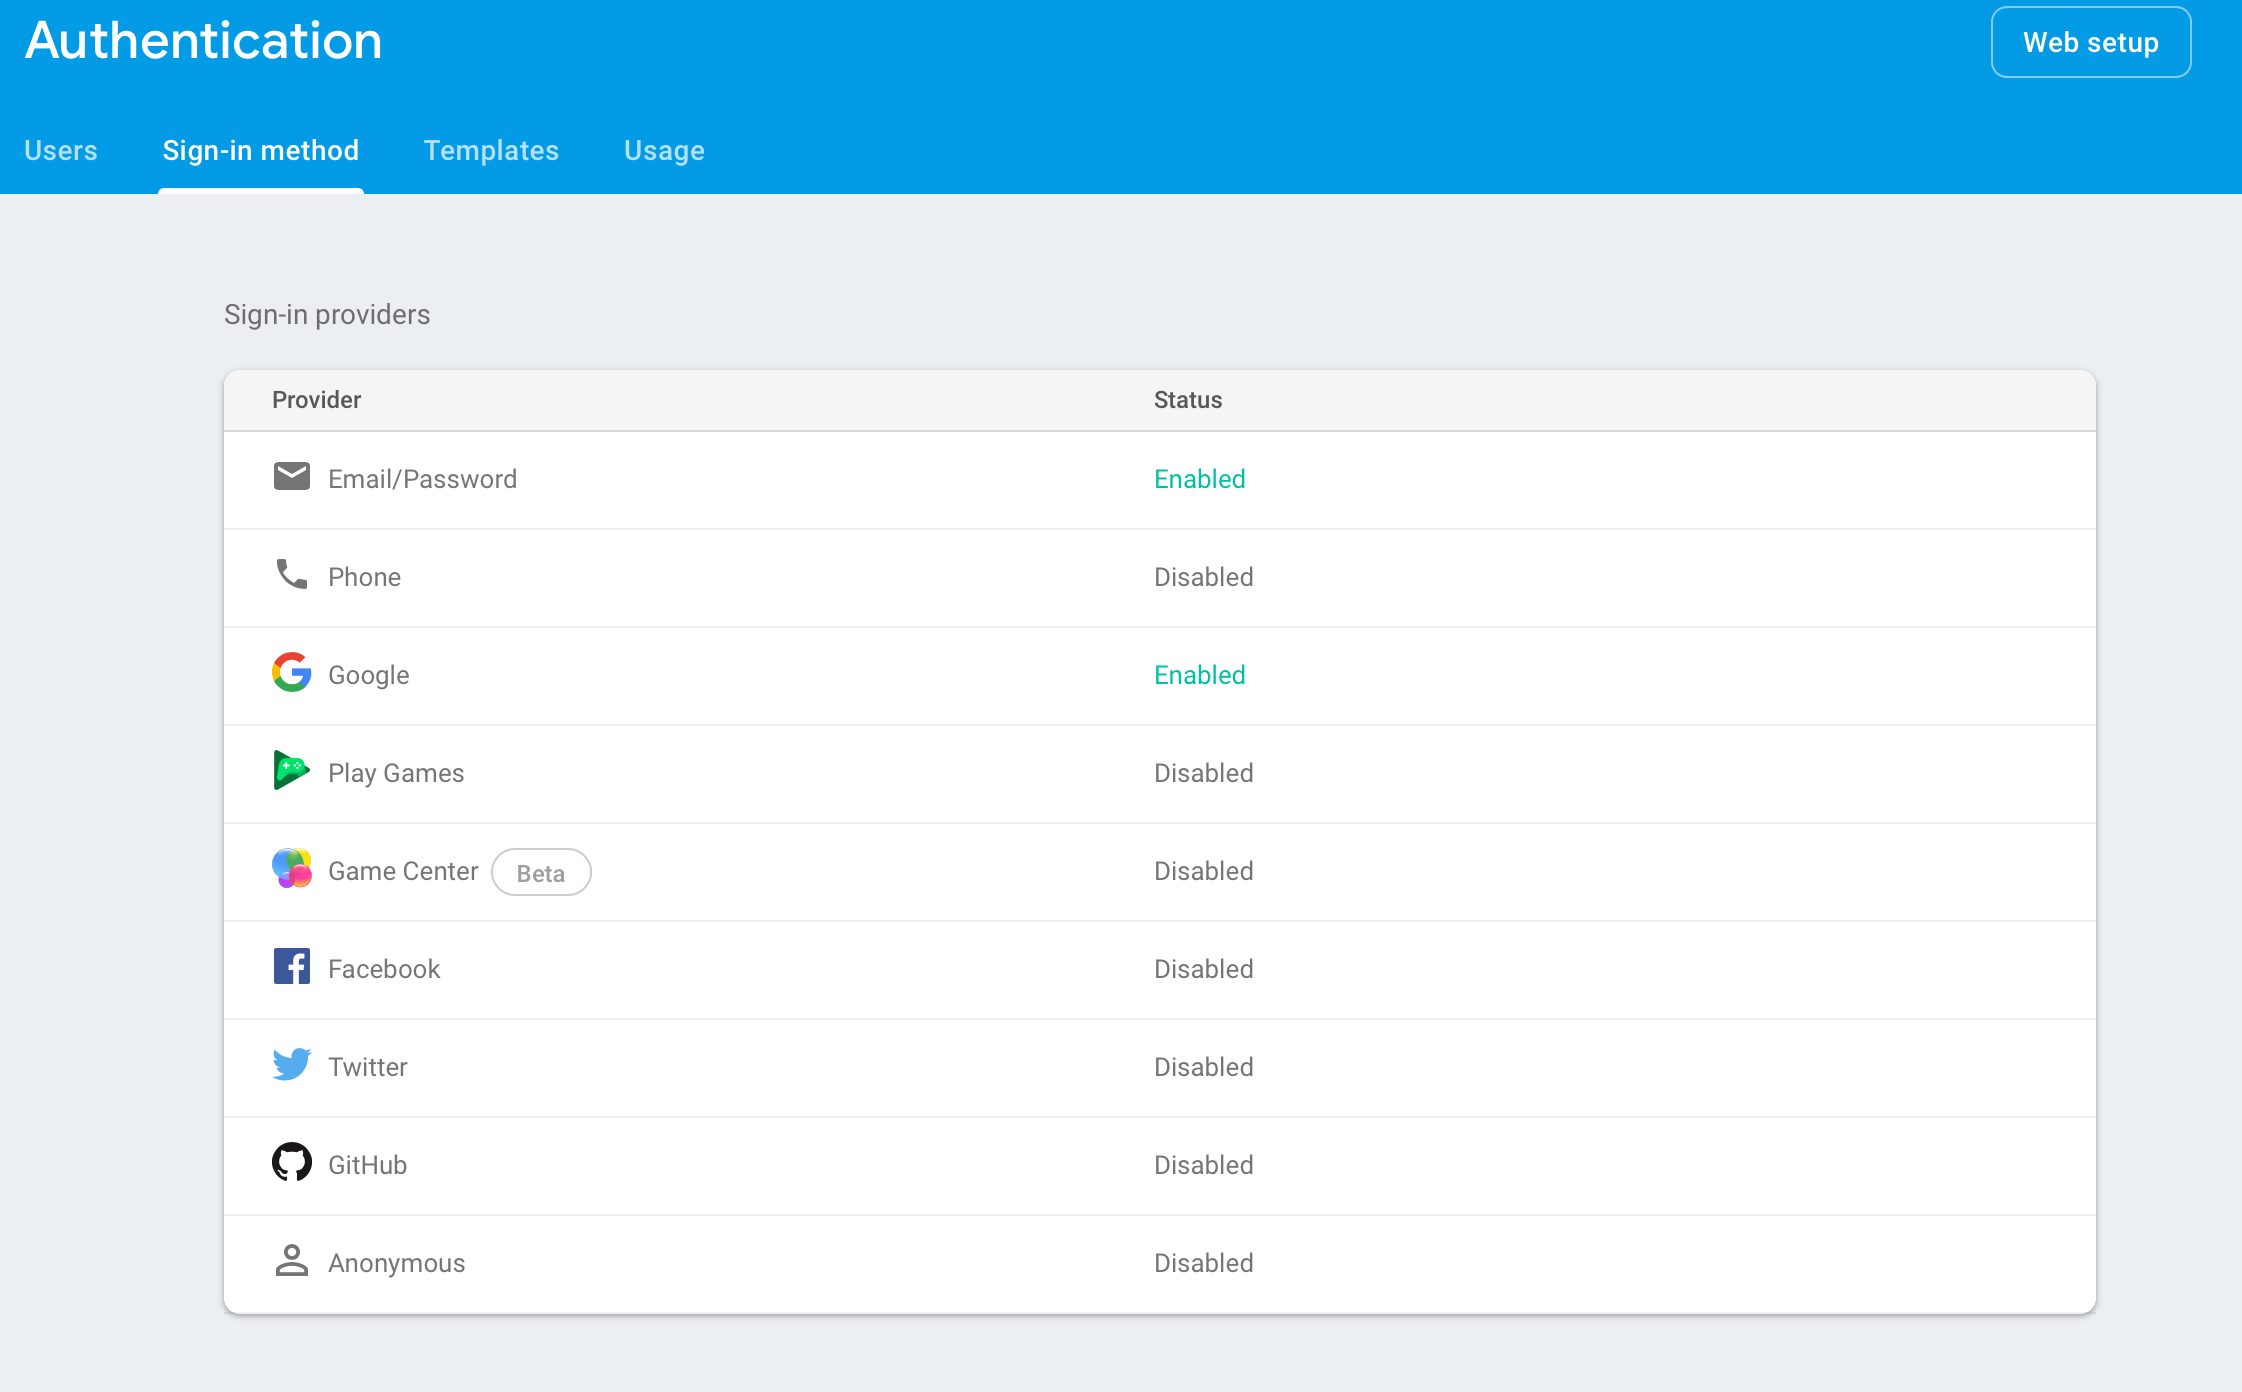 Authentication
Web setup
Users Sign-in method Templates Usage
Sign-in providers
Provider Status
Email/Password Enabled
Phone Disabled
Google Enabled
Play Games Disabled
Game Center Beta Disabled
Facebook Disabled
Twitter Disabled
GitHub Disabled
Anonymous Disabled